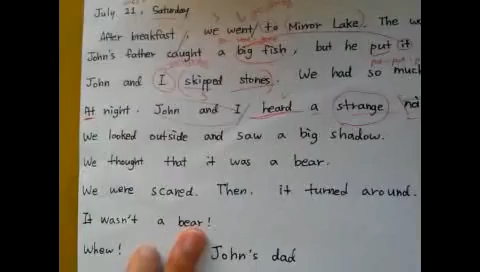 July 21, Saturday
After breakfast, we went to Mirror Lake. The
John's father caught a big fish, but he put it
John and I skipped stones. We had so much
At night. John and I heard a strange
We looked outside and saw a big shadow.
We thought that it was a bear.
We were scared. Then, it turned around.
It wasn't a bear!
Whew! John's dad